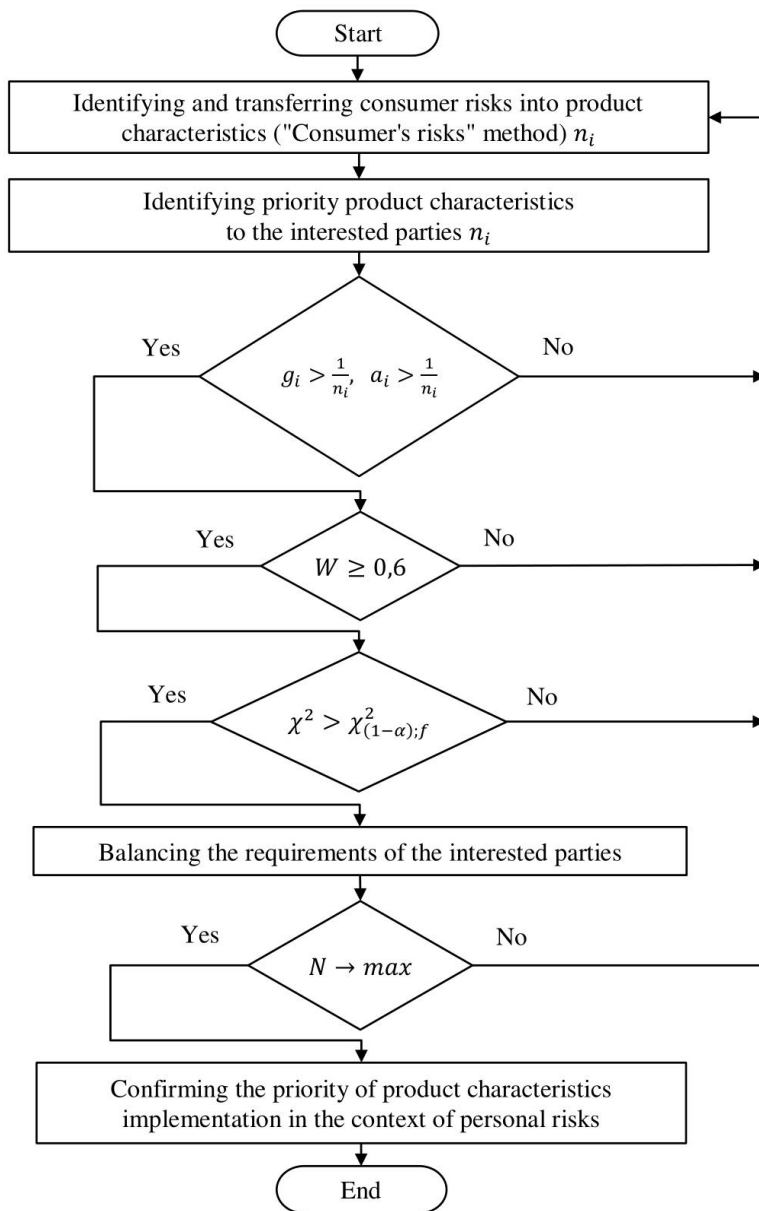 Start
Identifying and transferring consumer risks into product
characteristics ("Consumer's risks" method) nᵢ
Identifying priority product characteristics
to the interested parties nᵢ
Yes
No
gᵢ > 1/nᵢ, aᵢ > 1/nᵢ
Yes
No
W ≥ 0,6
Yes
No
χ² > χ²₍₁₋α₎;f
Balancing the requirements of the interested parties
Yes
No
N → max
Confirming the priority of product characteristics
implementation in the context of personal risks
End